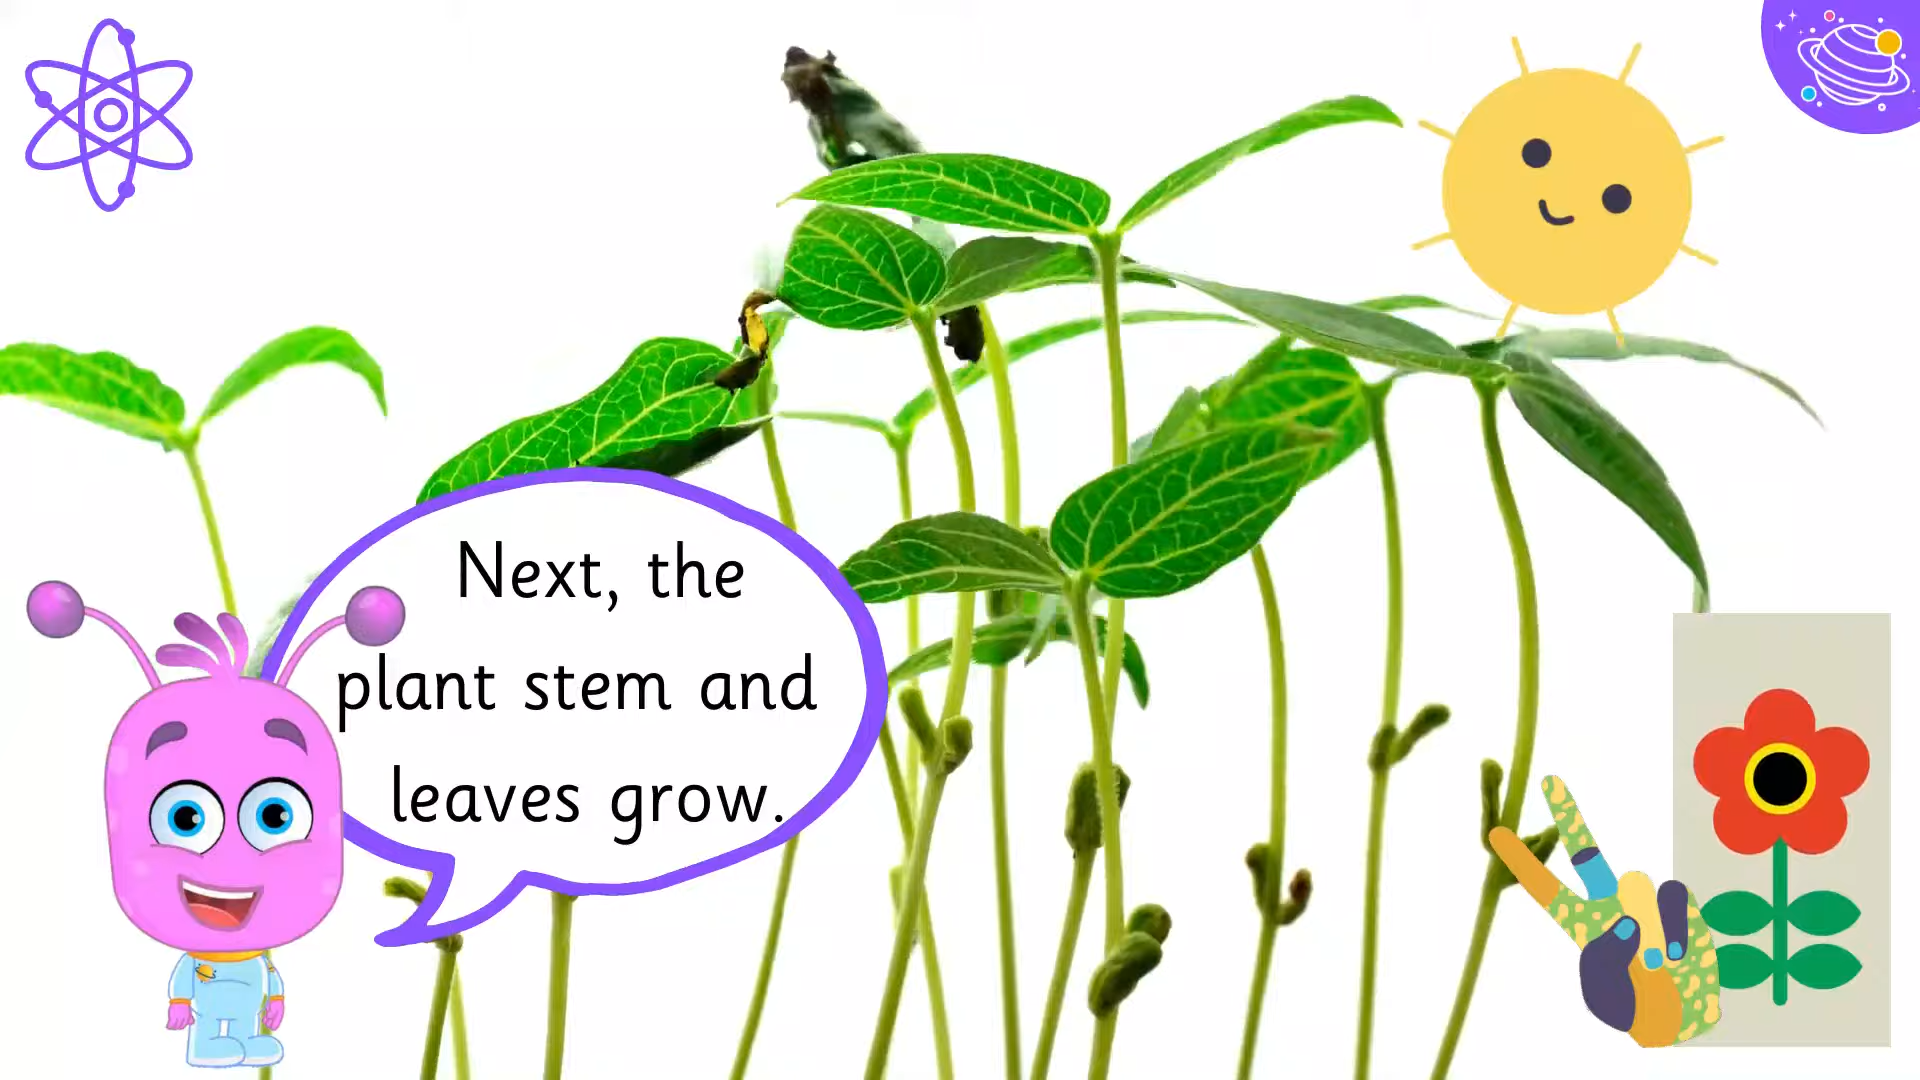 Next, the
plant stem and
leaves grow.